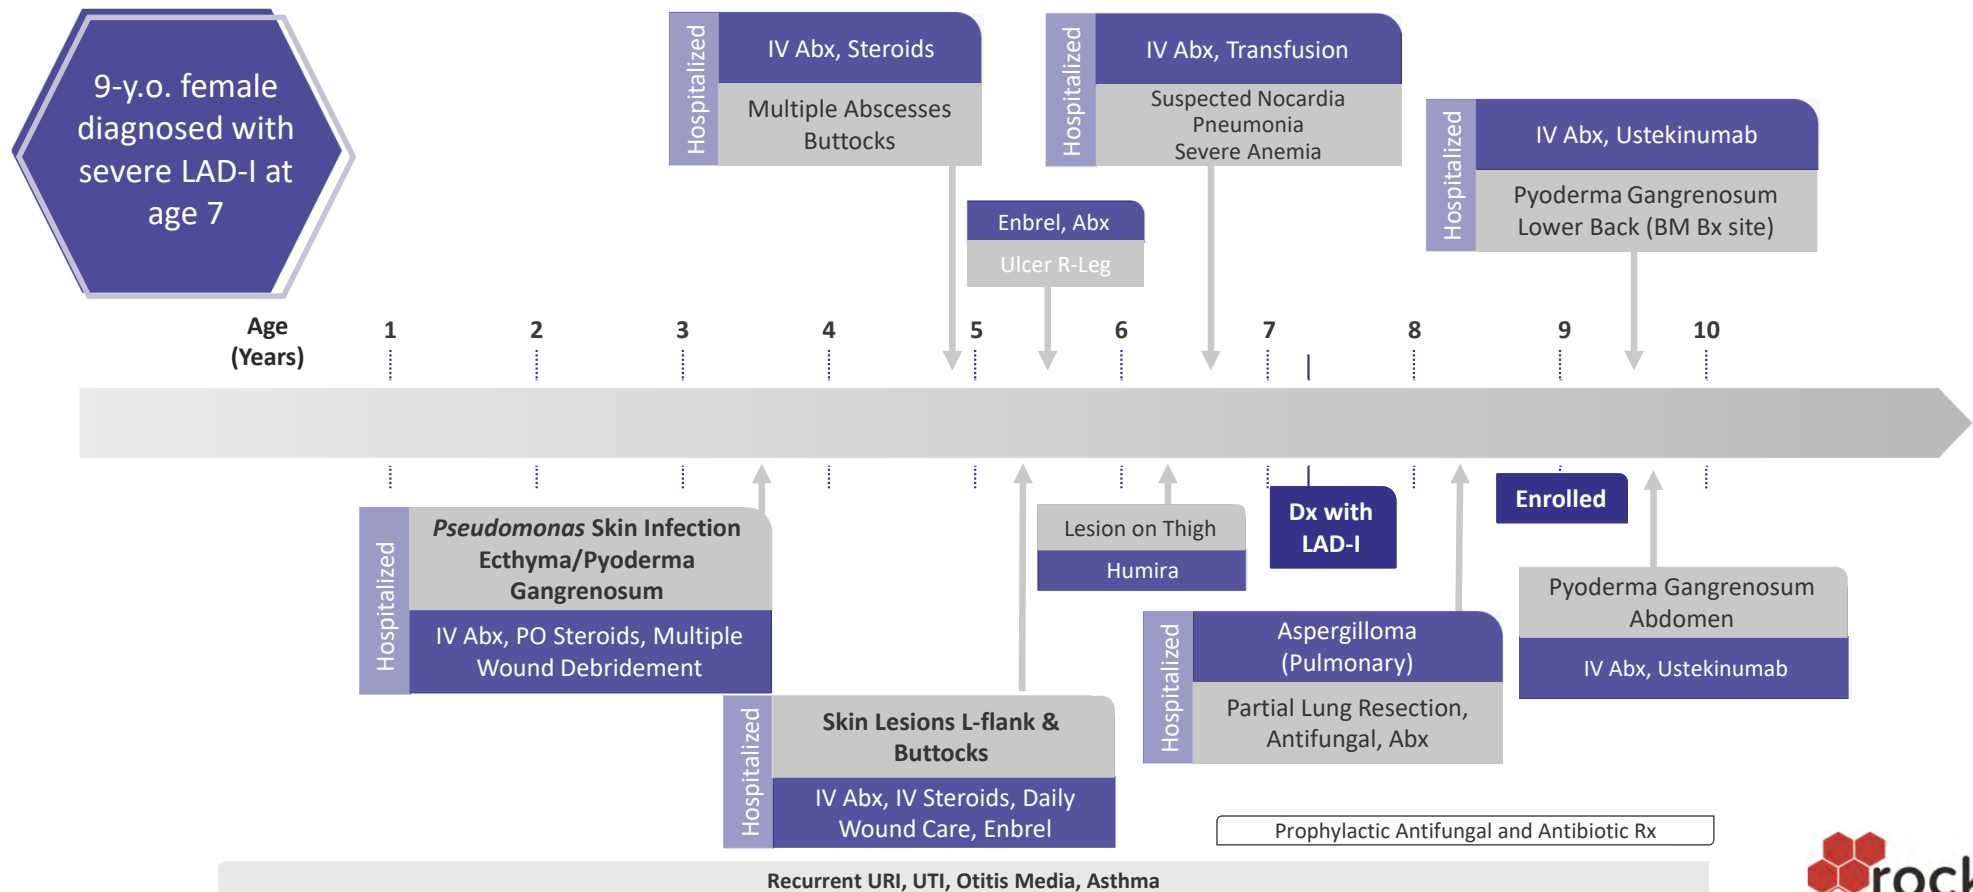 9-y.o. female
diagnosed with
severe LAD-I at
age 7
Hospitalized
IV Abx, Steroids
Multiple Abscesses
Buttocks
Hospitalized
IV Abx, Transfusion
Suspected Nocardia
Pneumonia
Severe Anemia
Hospitalized
IV Abx, Ustekinumab
Pyoderma Gangrenosum
Lower Back (BM Bx site)
Enbrel, Abx
Ulcer R-Leg
Age
(Years)
1 2 3 4 5 6 7 8 9 10
Hospitalized
Pseudomonas Skin Infection
Ecthyma/Pyoderma
Gangrenosum
IV Abx, PO Steroids, Multiple
Wound Debridement
Hospitalized
Skin Lesions L-flank &
Buttocks
IV Abx, IV Steroids, Daily
Wound Care, Enbrel
Lesion on Thigh
Humira
Dx with
LAD-I
Hospitalized
Aspergilloma
(Pulmonary)
Partial Lung Resection,
Antifungal, Abx
Enrolled
Pyoderma Gangrenosum
Abdomen
IV Abx, Ustekinumab
Prophylactic Antifungal and Antibiotic Rx
Recurrent URI, UTI, Otitis Media, Asthma
rock